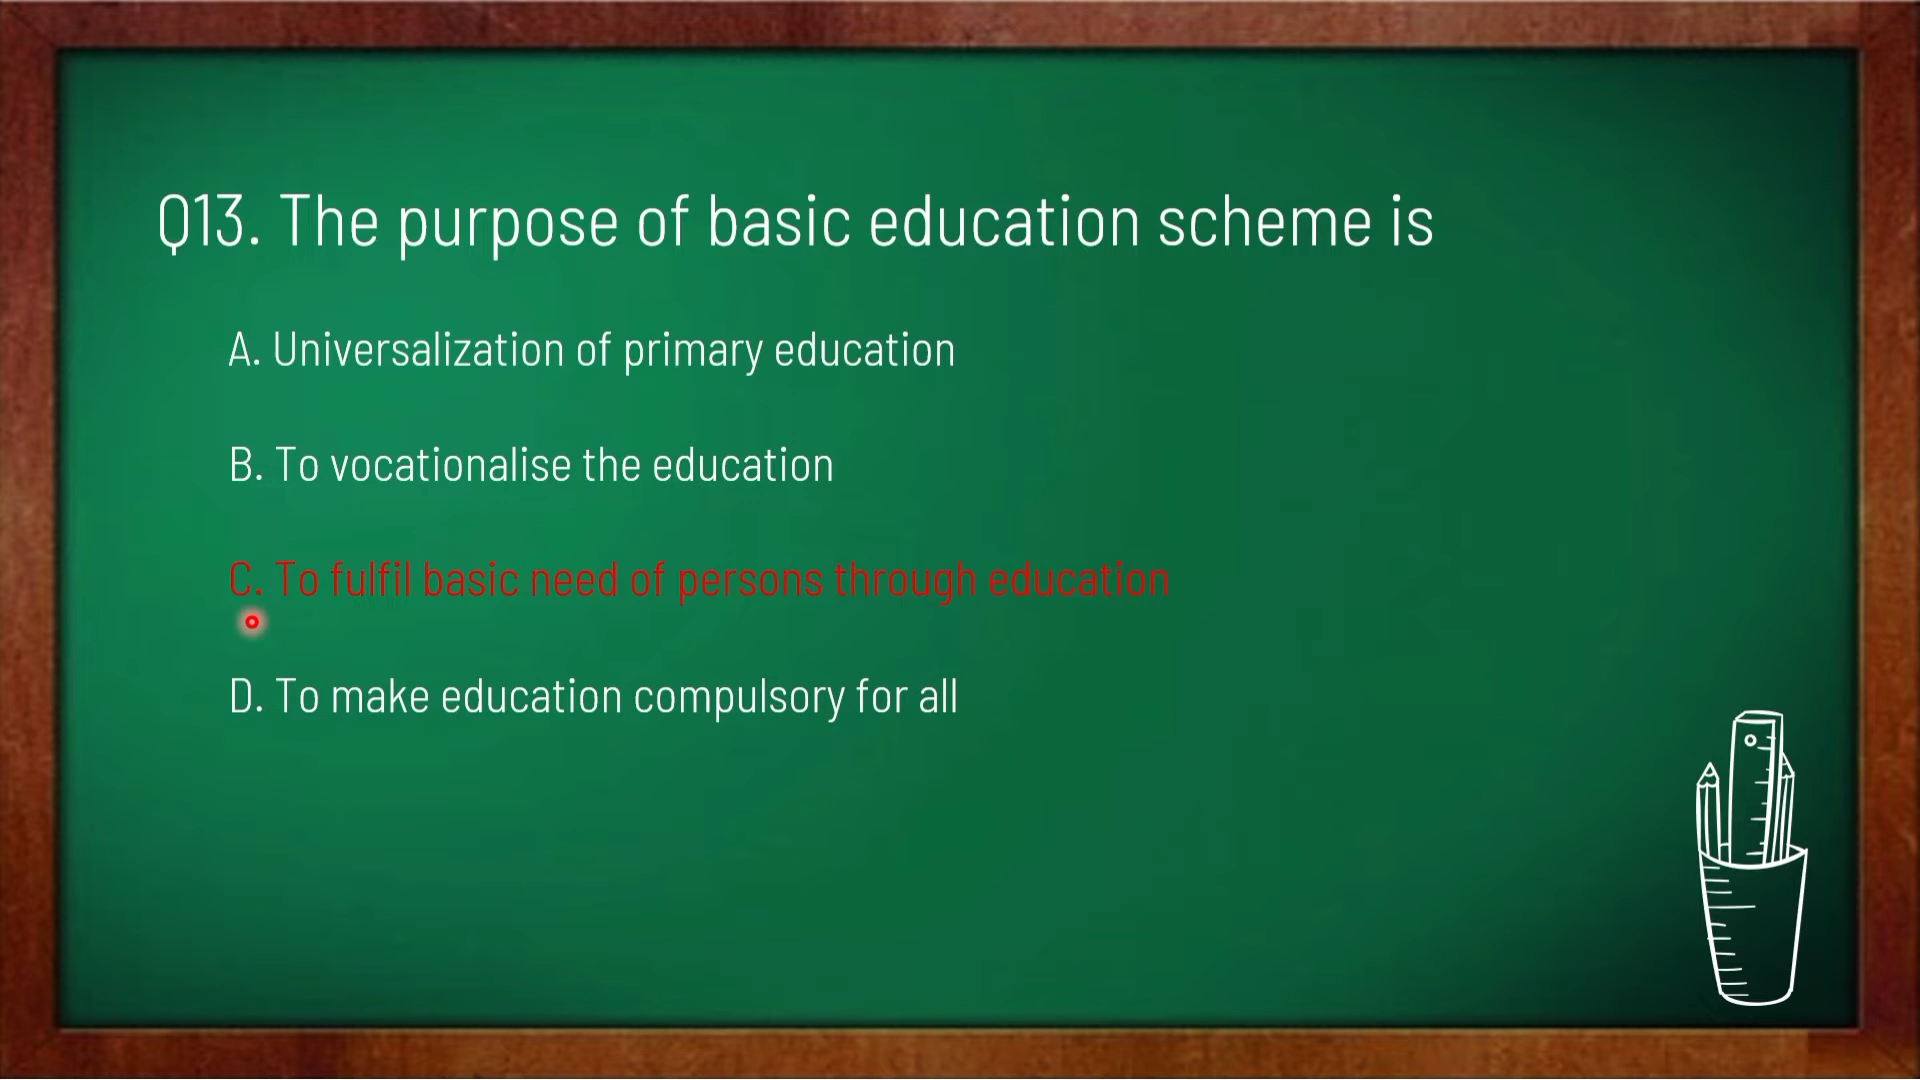 Q13. The purpose of basic education scheme is
A. Universalization of primary education
B. To vocationalise the education
C. To fulfil basic need of persons through education
D. To make education compulsory for all